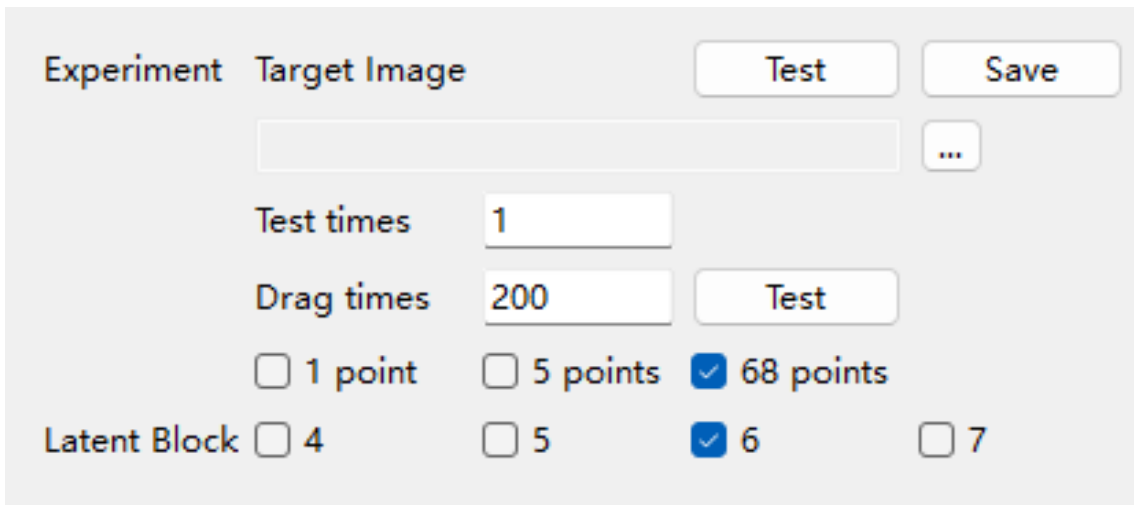 Experiment Target Image Test Save
...
Test times 1
Drag times 200 Test
1 point 5 points 68 points
Latent Block 4 5 6 7